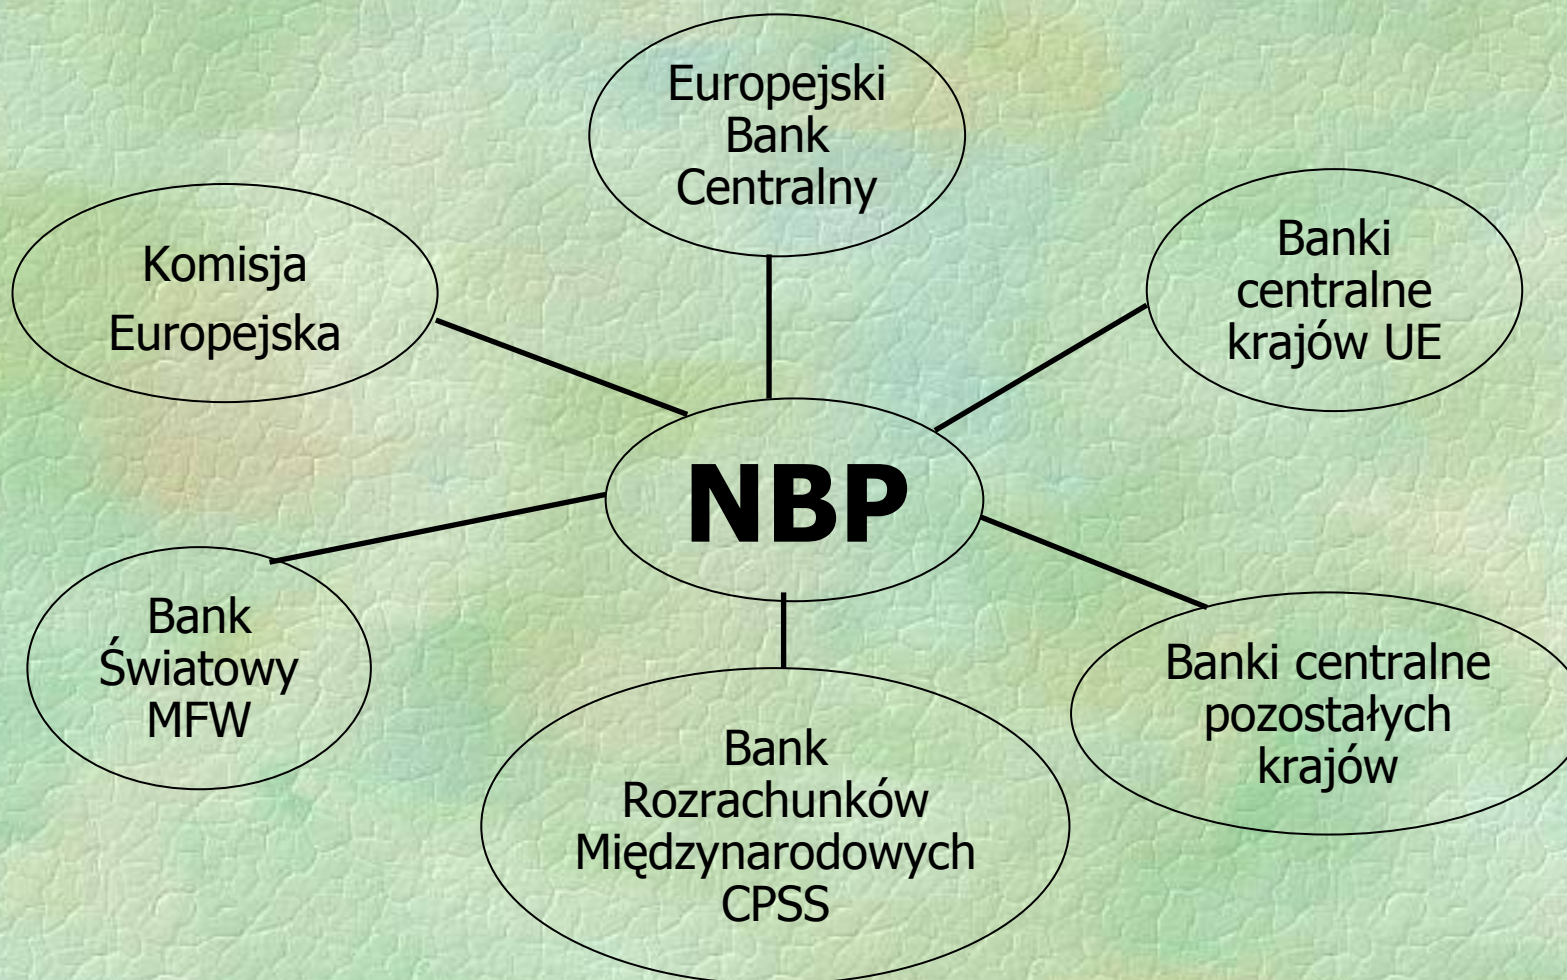 Europejski
Bank
Centralny
Komisja
Europejska
Banki
centralne
krajów UE
NBP
Bank
Światowy
MFW
Bank
Rozrachunków
Międzynarodowych
CPSS
Banki centralne
pozostałych
krajów